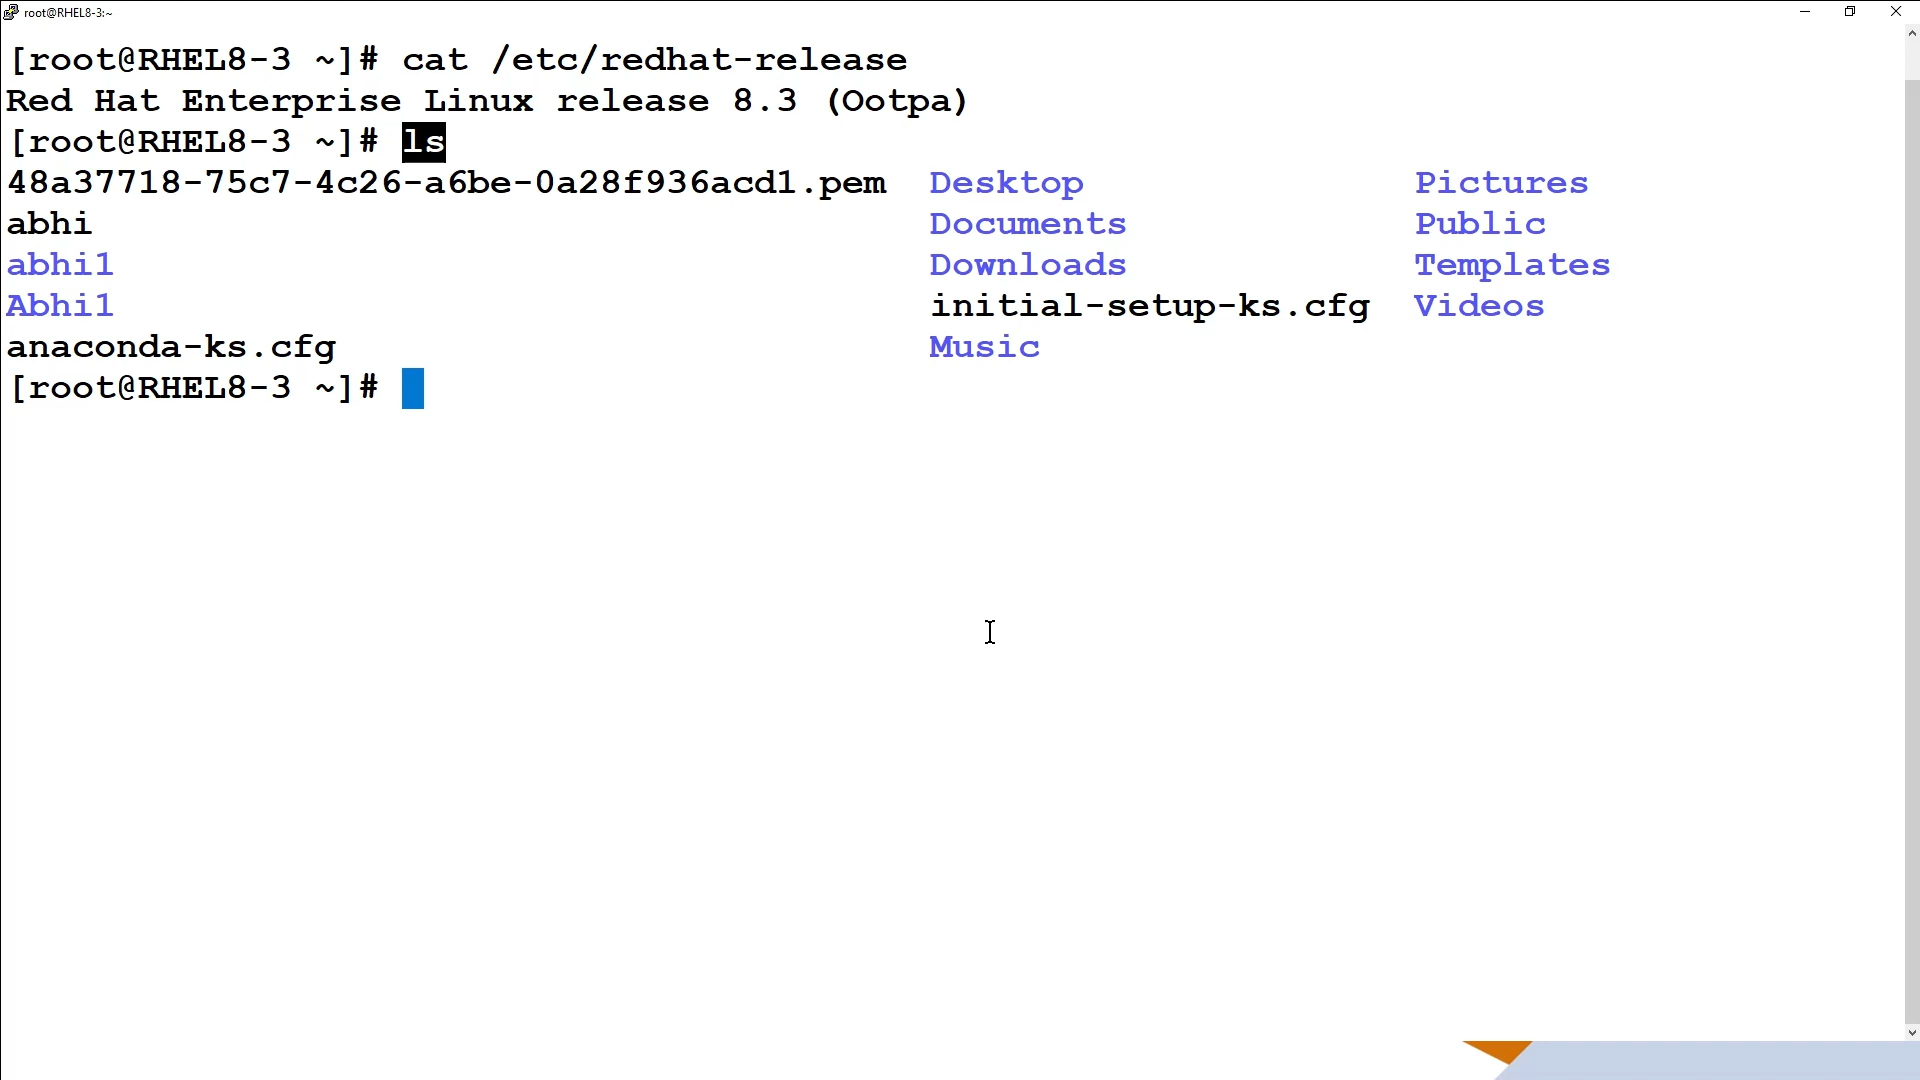 root@RHEL8-3:~
[root@RHEL8-3 ~]# cat /etc/redhat-release
Red Hat Enterprise Linux release 8.3 (Ootpa)
[root@RHEL8-3 ~]# ls
48a37718-75c7-4c26-a6be-0a28f936acd1.pem  Desktop              Pictures
abhi                                      Documents            Public
abhi1                                     Downloads            Templates
Abhi1                                     initial-setup-ks.cfg  Videos
anaconda-ks.cfg                           Music
[root@RHEL8-3 ~]#